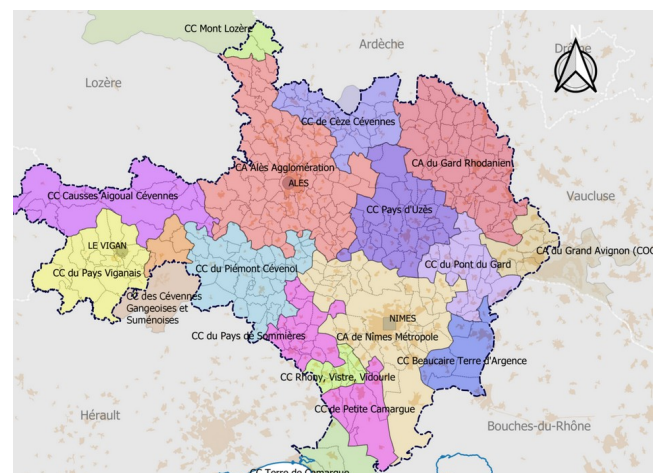 CC Mont Lozère
Ardèche
N
Drôme
Lozère
CC de Cèze Cévennes
CA Alès Agglomération
CA du Gard Rhodanien
ALES
CC Causses Aigoual Cévennes
Vaucluse
CC Pays d'Uzès
LE VIGAN
CA du Grand Avignon (COG
CC du Pays Viganais
CC du Piémont Cévenol
CC du Pont du Gard
CC des Cévennes
Gangeoises et
Suménoises
NIMES
CC du Pays de Sommières
CA de Nîmes Métropole
CC Beaucaire Terre d'Argence
CC Rhony, Vistre, Vidourle
CC de Petite Camargue
Hérault
Bouches-du-Rhône
CC Terre de Camargue